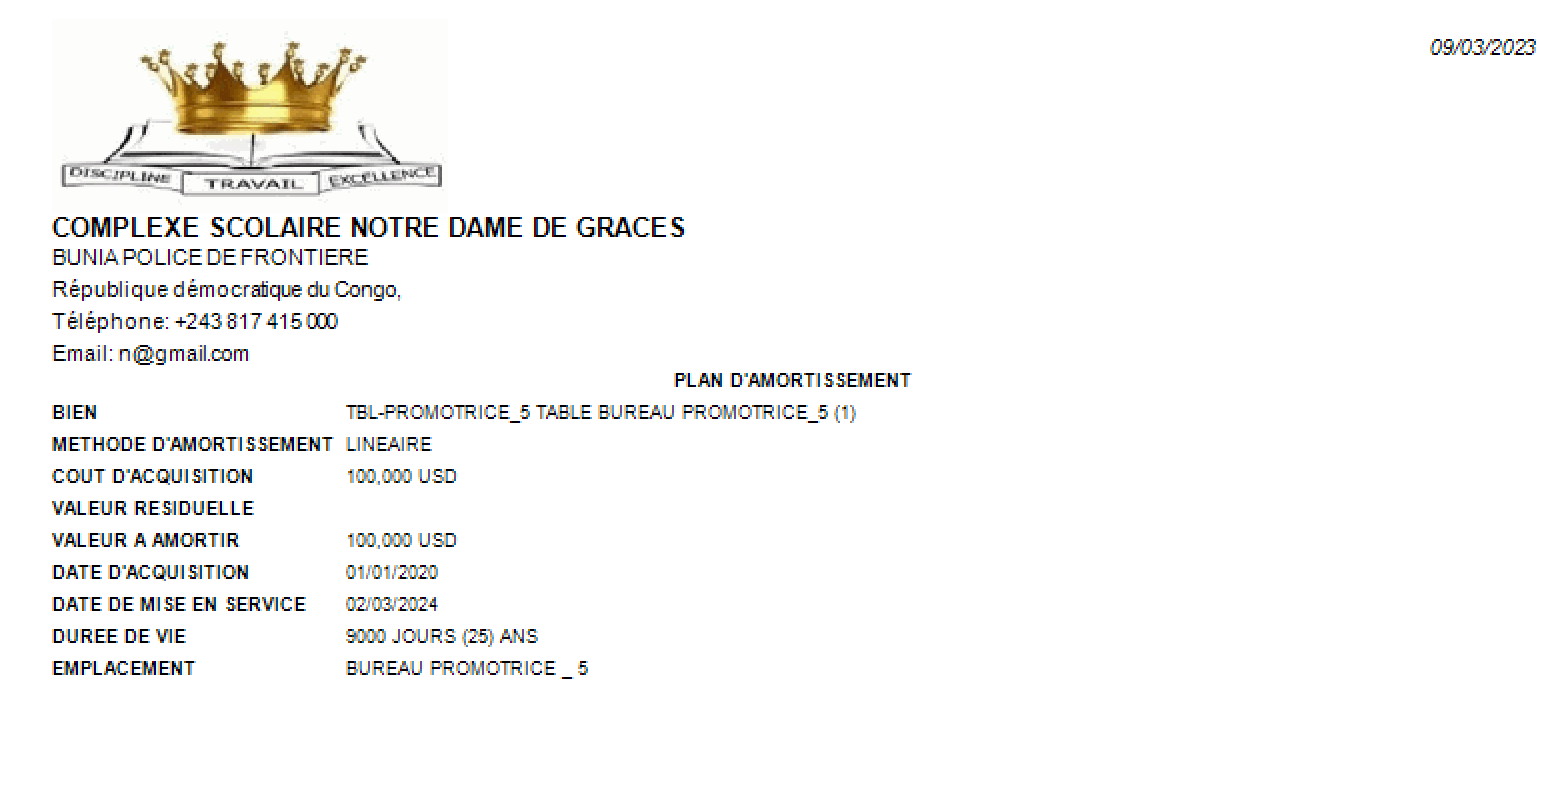 09/03/2023
DISCIPLINE TRAVAIL EXCELLENCE
COMPLEXE SCOLAIRE NOTRE DAME DE GRACES
BUNIA POLICE DE FRONTIERE
République démocratique du Congo,
Téléphone: +243 817 415 000
Email: n@gmail.com
PLAN D'AMORTISSEMENT
BIEN TBL-PROMOTRICE_5 TABLE BUREAU PROMOTRICE_5 (1)
METHODE D'AMORTISSEMENT LINEAIRE
COUT D'ACQUISITION 100,000 USD
VALEUR RESIDUELLE
VALEUR A AMORTIR 100,000 USD
DATE D'ACQUISITION 01/01/2020
DATE DE MISE EN SERVICE 02/03/2024
DUREE DE VIE 9000 JOURS (25) ANS
EMPLACEMENT BUREAU PROMOTRICE _ 5